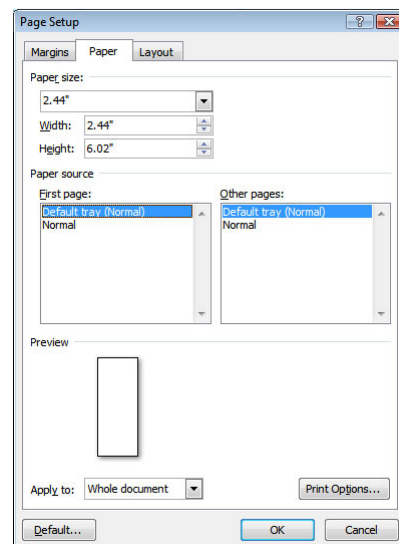 Page Setup
Margins Paper Layout
Paper size:
2.44"
Width: 2.44"
Height: 6.02"
Paper source
First page: Other pages:
Default tray (Normal) Default tray (Normal)
Normal Normal
Preview
Apply to: Whole document Print Options...
Default... OK Cancel